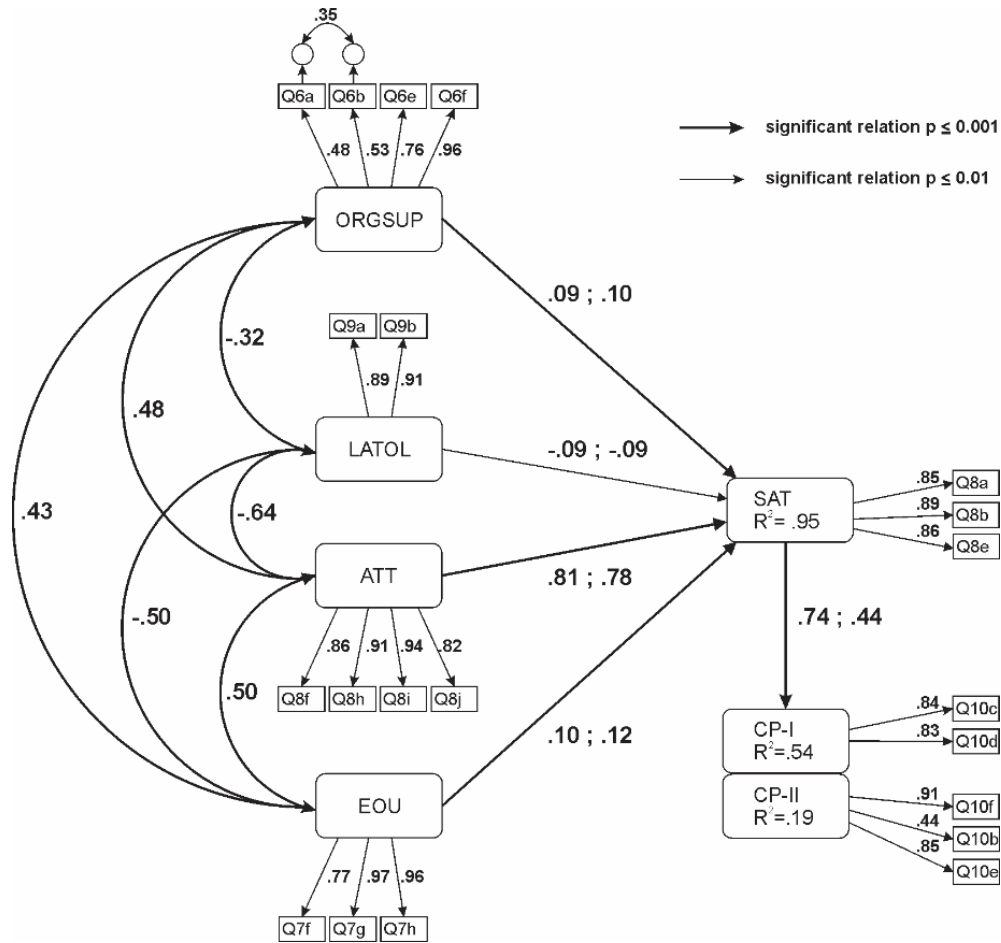 .35
Q6a Q6b Q6e Q6f
.48 .53 .76 .96
ORGSUP
significant relation p ≤ 0.001
significant relation p ≤ 0.01
.09 ; .10
-.32
Q9a Q9b
.89 .91
.48
LATOL
-.09 ; -.09
.43
-.64
SAT
R²= .95
.85 Q8a
.89 Q8b
.86 Q8e
ATT
.81 ; .78
-.50
.86 .91 .94 .82
.74 ; .44
Q8f Q8h Q8i Q8j
.50
.10 ; .12
CP-I
R²=.54
.84 Q10c
.83 Q10d
EOU
CP-II
R²=.19
.91 Q10f
.44 Q10b
.85 Q10e
.77 .97 .96
Q7f Q7g Q7h